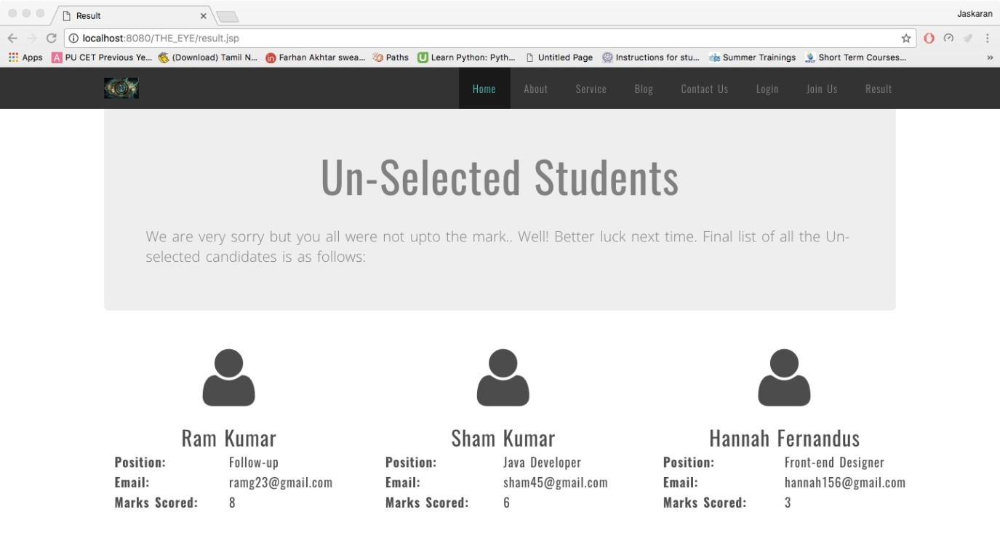 Result
Jaskaran
localhost:8080/THE_EYE/result.jsp
Apps PU CET Previous Ye... (Download) Tamil N... Farhan Akhtar swea... Paths Learn Python: Pyth... Untitled Page Instructions for stu... Summer Trainings Short Term Courses... »
Home About Service Blog Contact Us Login Join Us Result
Un-Selected Students
We are very sorry but you all were not upto the mark.. Well! Better luck next time. Final list of all the Un-
selected candidates is as follows:
Ram Kumar
Position: Follow-up
Email: ramg23@gmail.com
Marks Scored: 8
Sham Kumar
Position: Java Developer
Email: sham45@gmail.com
Marks Scored: 6
Hannah Fernandus
Position: Front-end Designer
Email: hannah156@gmail.com
Marks Scored: 3